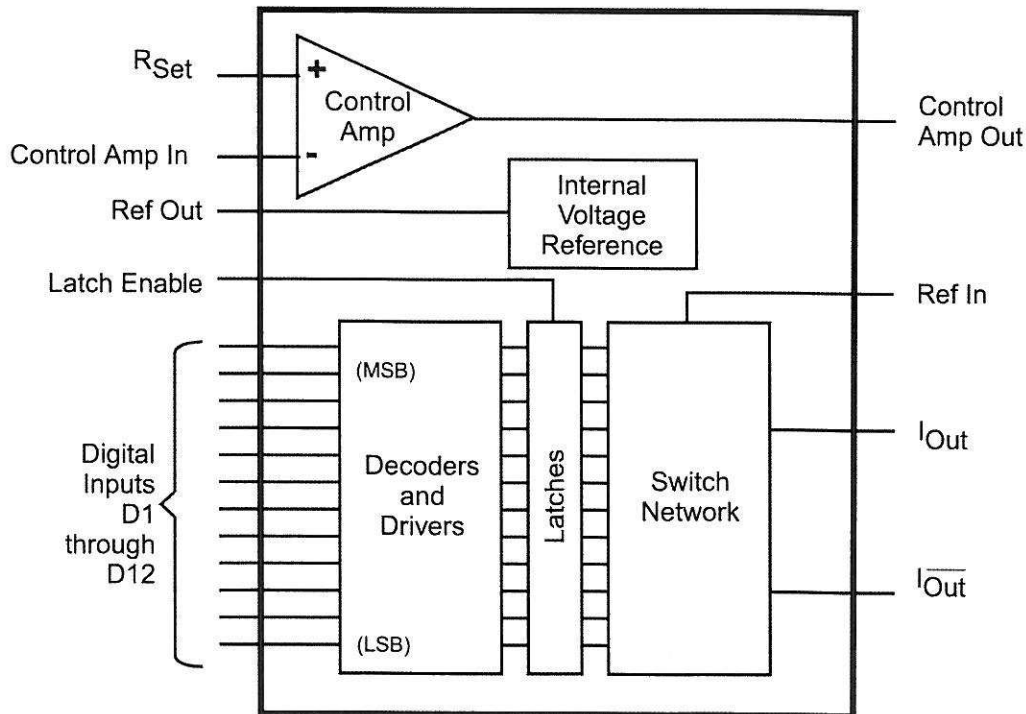 RSet
+
Control
Amp
Control
Amp Out
Control Amp In
-
Ref Out
Internal
Voltage
Reference
Latch Enable
Ref In
(MSB)
Digital
Inputs
D1
through
D12
Decoders
and
Drivers
Latches
Switch
Network
IOut
IOut
(LSB)